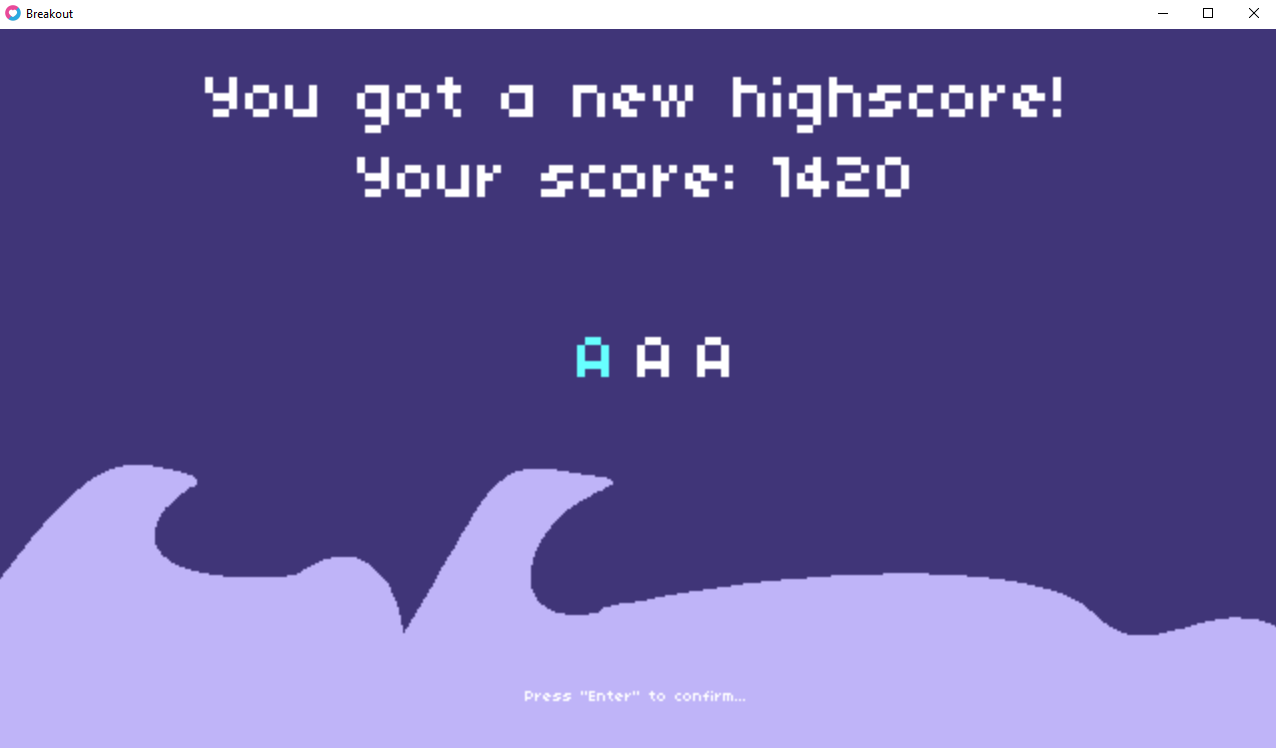 Breakout
You got a new highscore!
Your score: 1420
A A A
Press "Enter" to confirm...